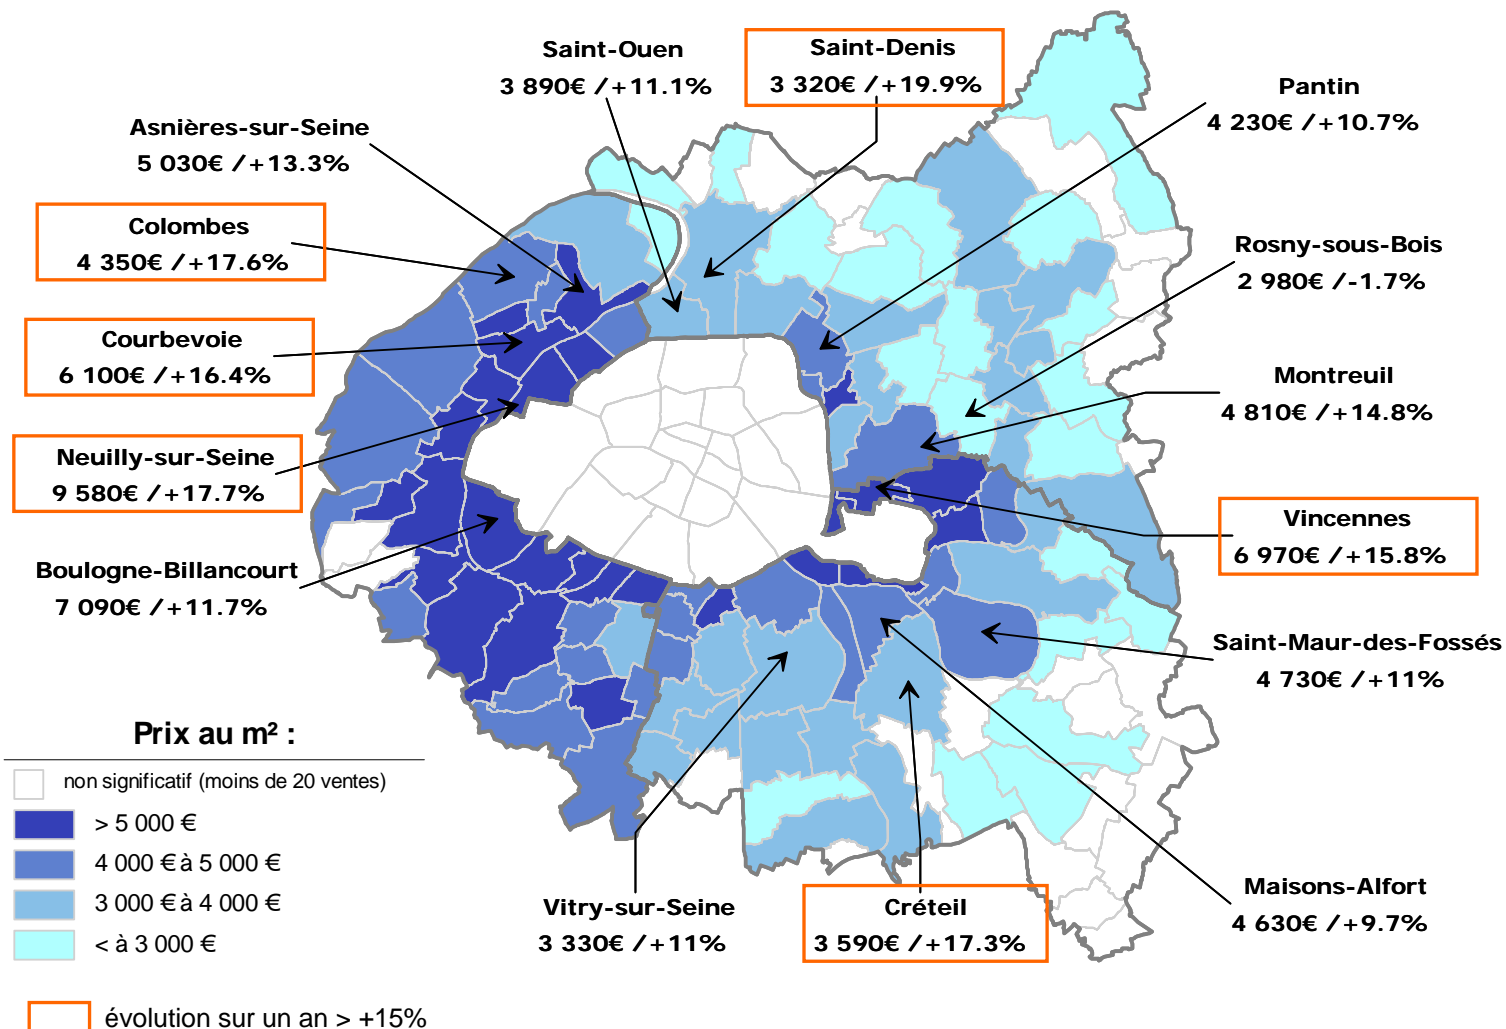 Saint-Ouen
3 890€ /+11.1%
Saint-Denis
3 320€ /+19.9%
Pantin
4 230€ /+10.7%
Asnières-sur-Seine
5 030€ /+13.3%
Colombes
4 350€ /+17.6%
Rosny-sous-Bois
2 980€ /-1.7%
Courbevoie
6 100€ /+16.4%
Montreuil
4 810€ /+14.8%
Neuilly-sur-Seine
9 580€ /+17.7%
Vincennes
6 970€ /+15.8%
Boulogne-Billancourt
7 090€ /+11.7%
Saint-Maur-des-Fossés
4 730€ /+11%
Vitry-sur-Seine
3 330€ /+11%
Créteil
3 590€ /+17.3%
Maisons-Alfort
4 630€ /+9.7%
Prix au m² :
non significatif (moins de 20 ventes)
> 5 000 €
4 000 € à 5 000 €
3 000 € à 4 000 €
< à 3 000 €
évolution sur un an > +15%